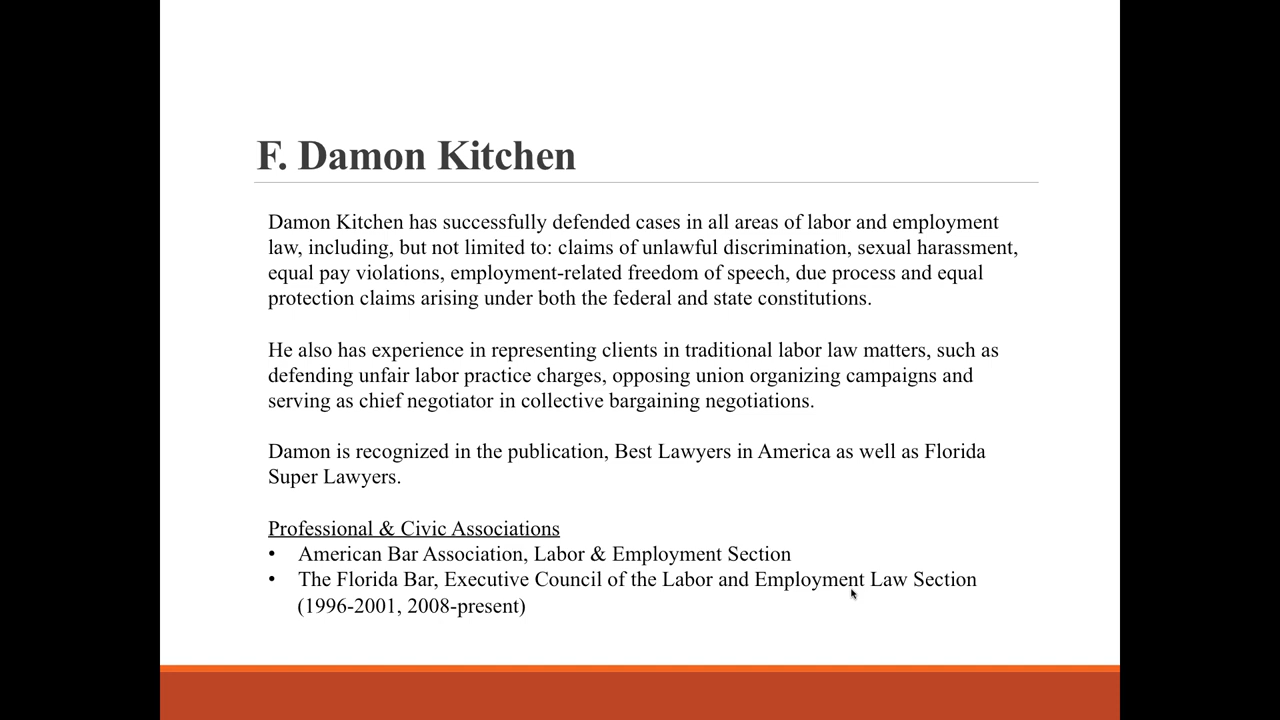 F. Damon Kitchen
Damon Kitchen has successfully defended cases in all areas of labor and employment
law, including, but not limited to: claims of unlawful discrimination, sexual harassment,
equal pay violations, employment-related freedom of speech, due process and equal
protection claims arising under both the federal and state constitutions.
He also has experience in representing clients in traditional labor law matters, such as
defending unfair labor practice charges, opposing union organizing campaigns and
serving as chief negotiator in collective bargaining negotiations.
Damon is recognized in the publication, Best Lawyers in America as well as Florida
Super Lawyers.
Professional & Civic Associations
• American Bar Association, Labor & Employment Section
• The Florida Bar, Executive Council of the Labor and Employment Law Section
(1996-2001, 2008-present)